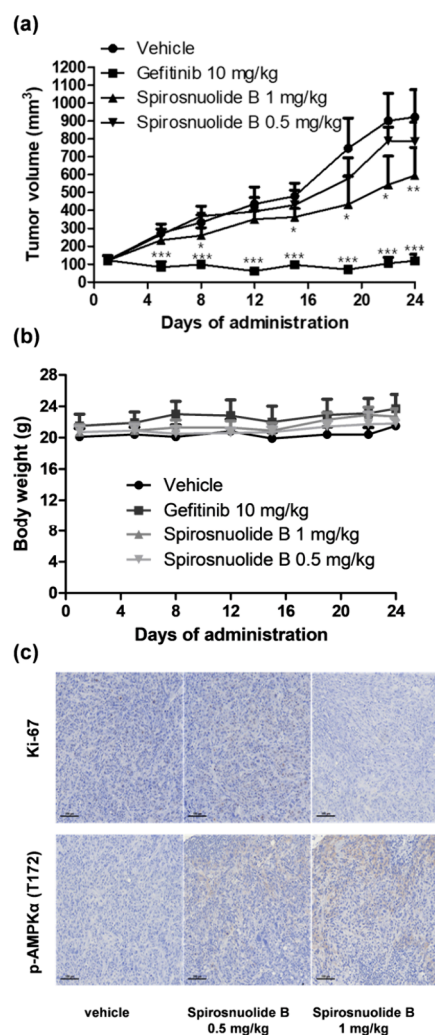 (a)
Vehicle
Gefitinib 10 mg/kg
Spirosnuolide B 1 mg/kg
Spirosnuolide B 0.5 mg/kg
Tumor volume (mm³)
1200
1100
1000
900
800
700
600
500
400
300
200
100
0
***
*
***
***
*
***
*
***
*
***
**
***
0 4 8 12 16 20 24
Days of administration
(b)
Body weight (g)
28
24
20
16
12
8
4
0
Vehicle
Gefitinib 10 mg/kg
Spirosnuolide B 1 mg/kg
Spirosnuolide B 0.5 mg/kg
0 4 8 12 16 20 24
Days of administration
(c)
Ki-67
p-AMPKα (T172)
vehicle
Spirosnuolide B
0.5 mg/kg
Spirosnuolide B
1 mg/kg